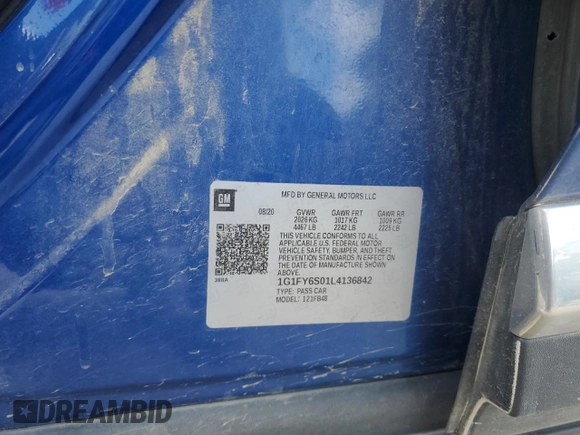 GM
MFD BY GENERAL MOTORS LLC
08/20 GVWR GAWR FRT GAWR RR
2026 KG 1017 KG 1009 KG
4467 LB 2242 LB 2225 LB
THIS VEHICLE CONFORMS TO ALL
APPLICABLE U.S. FEDERAL MOTOR
VEHICLE SAFETY, BUMPER, AND THEFT
PREVENTION STANDARDS IN EFFECT ON
THE DATE OF MANUFACTURE SHOWN
ABOVE.
1G1FY6S01L4136842
TYPE: PASS CAR
MODEL: 121FB48
DREAMBID